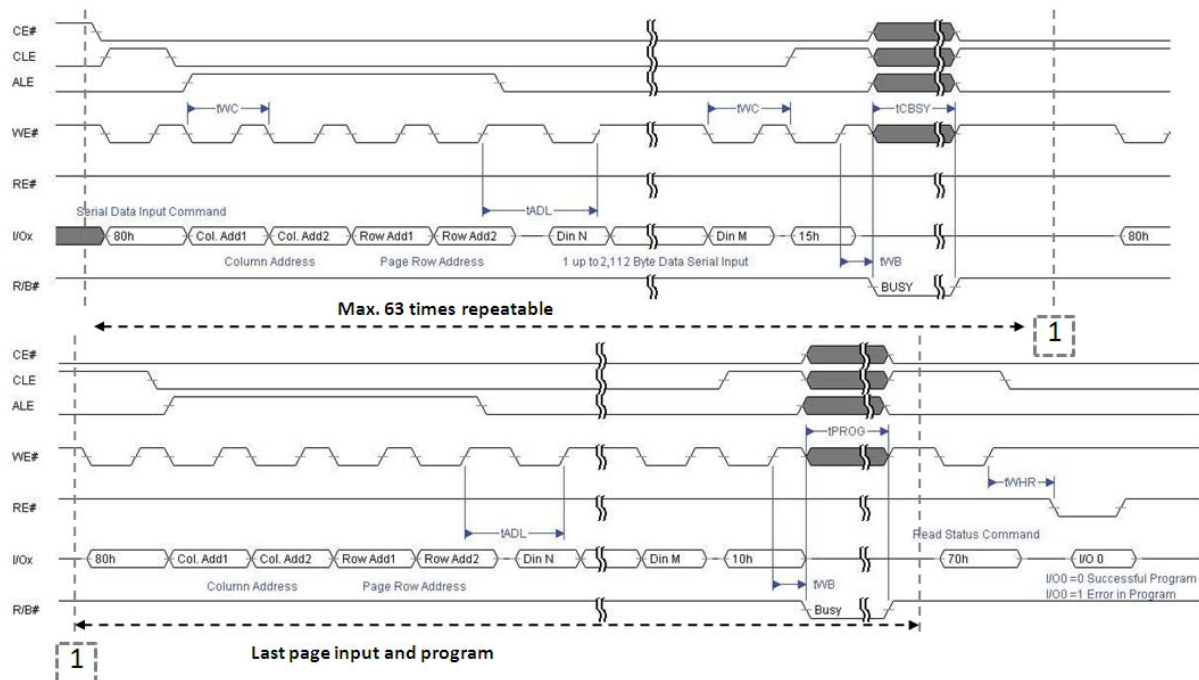 CE#
CLE
ALE
tWC
tWC
tCBSY
WE#
RE#
tADL
Serial Data Input Command
I/Ox
80h
Col. Add1
Col. Add2
Row Add1
Row Add2
Din N
Din M
15h
80h
Column Address
Page Row Address
1 up to 2,112 Byte Data Serial Input
tWB
R/B#
BUSY
Max. 63 times repeatable
1
CE#
CLE
ALE
tPROG
WE#
tWHR
RE#
tADL
Read Status Command
I/Ox
80h
Col. Add1
Col. Add2
Row Add1
Row Add2
Din N
Din M
10h
70h
I/O 0
Column Address
Page Row Address
tWB
I/O0 =0 Successful Program
I/O0 =1 Error in Program
R/B#
Busy
1
Last page input and program